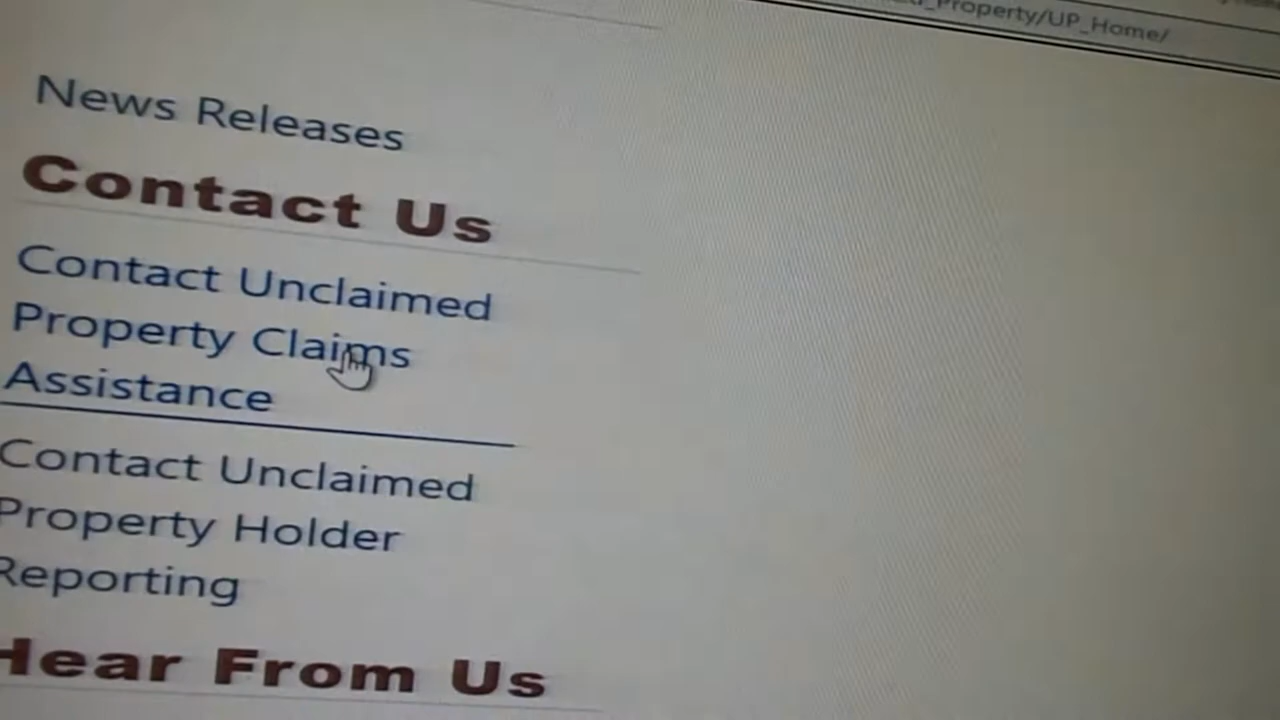 Property/UP_Home/
News Releases
Contact Us
Contact Unclaimed
Property Claims
Assistance
Contact Unclaimed
Property Holder
Reporting
Hear From Us